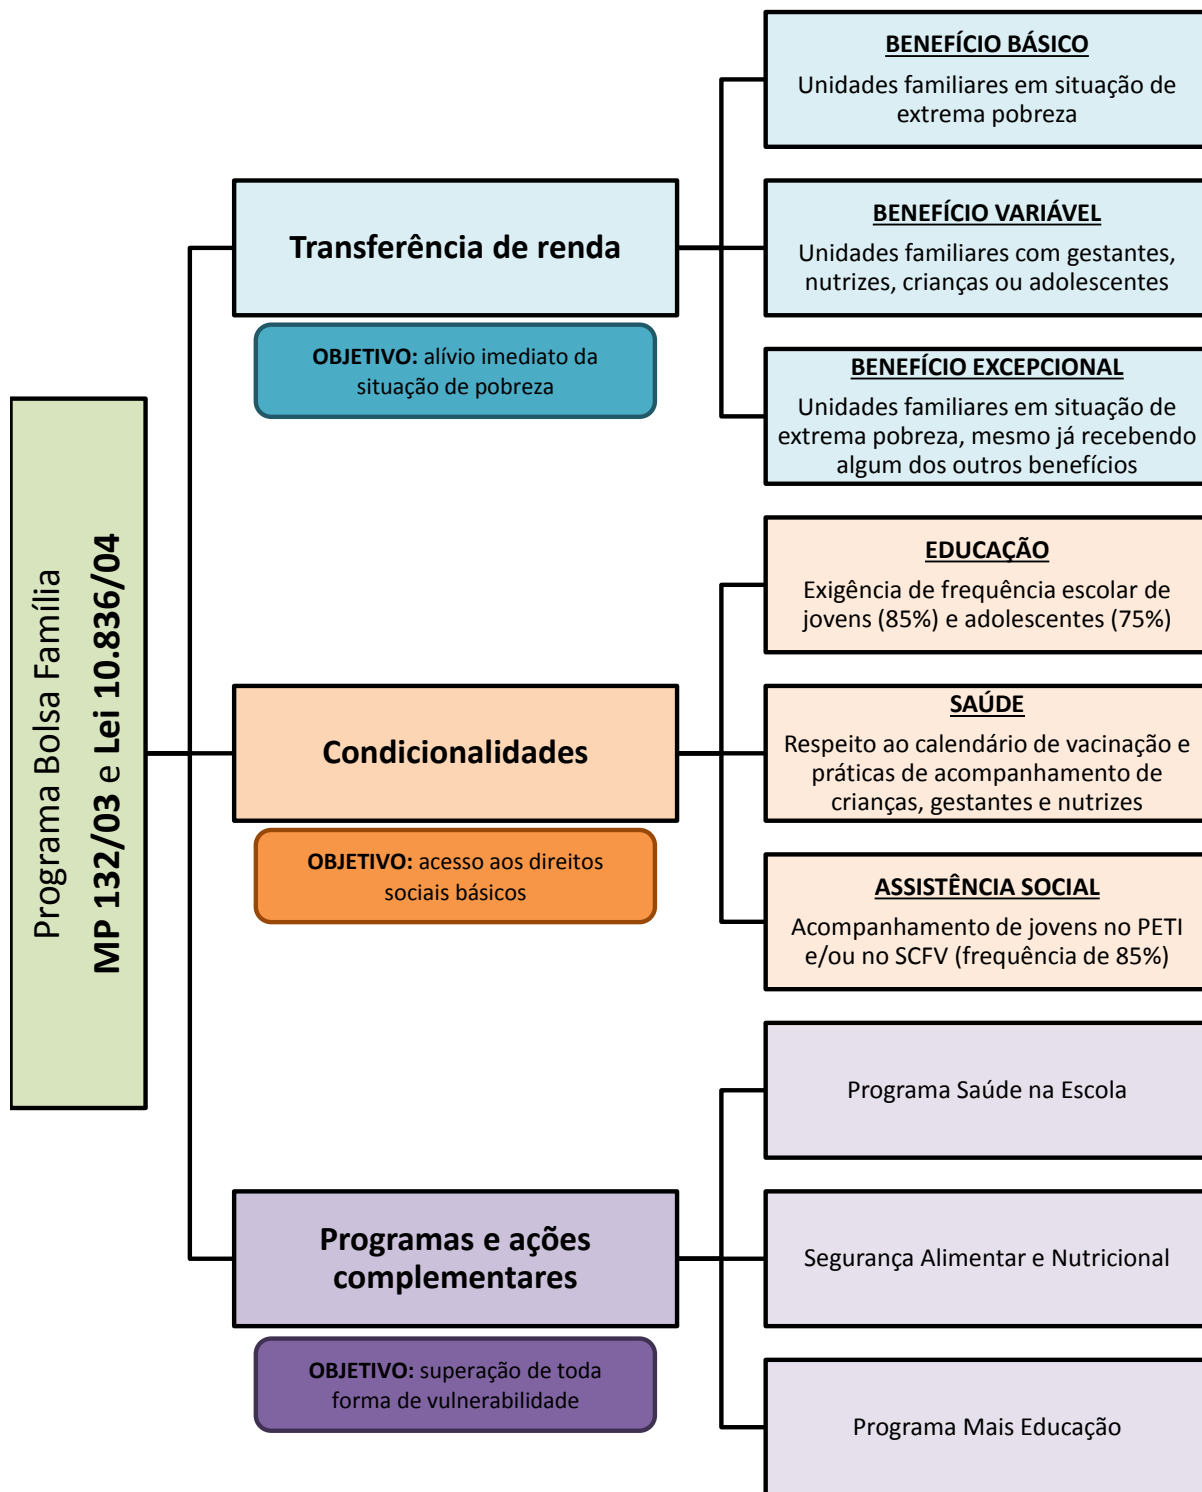 Programa Bolsa Família
MP 132/03 e Lei 10.836/04
Transferência de renda
OBJETIVO: alívio imediato da
situação de pobreza
BENEFÍCIO BÁSICO
Unidades familiares em situação de
extrema pobreza
BENEFÍCIO VARIÁVEL
Unidades familiares com gestantes,
nutrizes, crianças ou adolescentes
BENEFÍCIO EXCEPCIONAL
Unidades familiares em situação de
extrema pobreza, mesmo já recebendo
algum dos outros benefícios
Condicionalidades
OBJETIVO: acesso aos direitos
sociais básicos
EDUCAÇÃO
Exigência de frequência escolar de
jovens (85%) e adolescentes (75%)
SAÚDE
Respeito ao calendário de vacinação e
práticas de acompanhamento de
crianças, gestantes e nutrizes
ASSISTÊNCIA SOCIAL
Acompanhamento de jovens no PETI
e/ou no SCFV (frequência de 85%)
Programas e ações
complementares
OBJETIVO: superação de toda
forma de vulnerabilidade
Programa Saúde na Escola
Segurança Alimentar e Nutricional
Programa Mais Educação